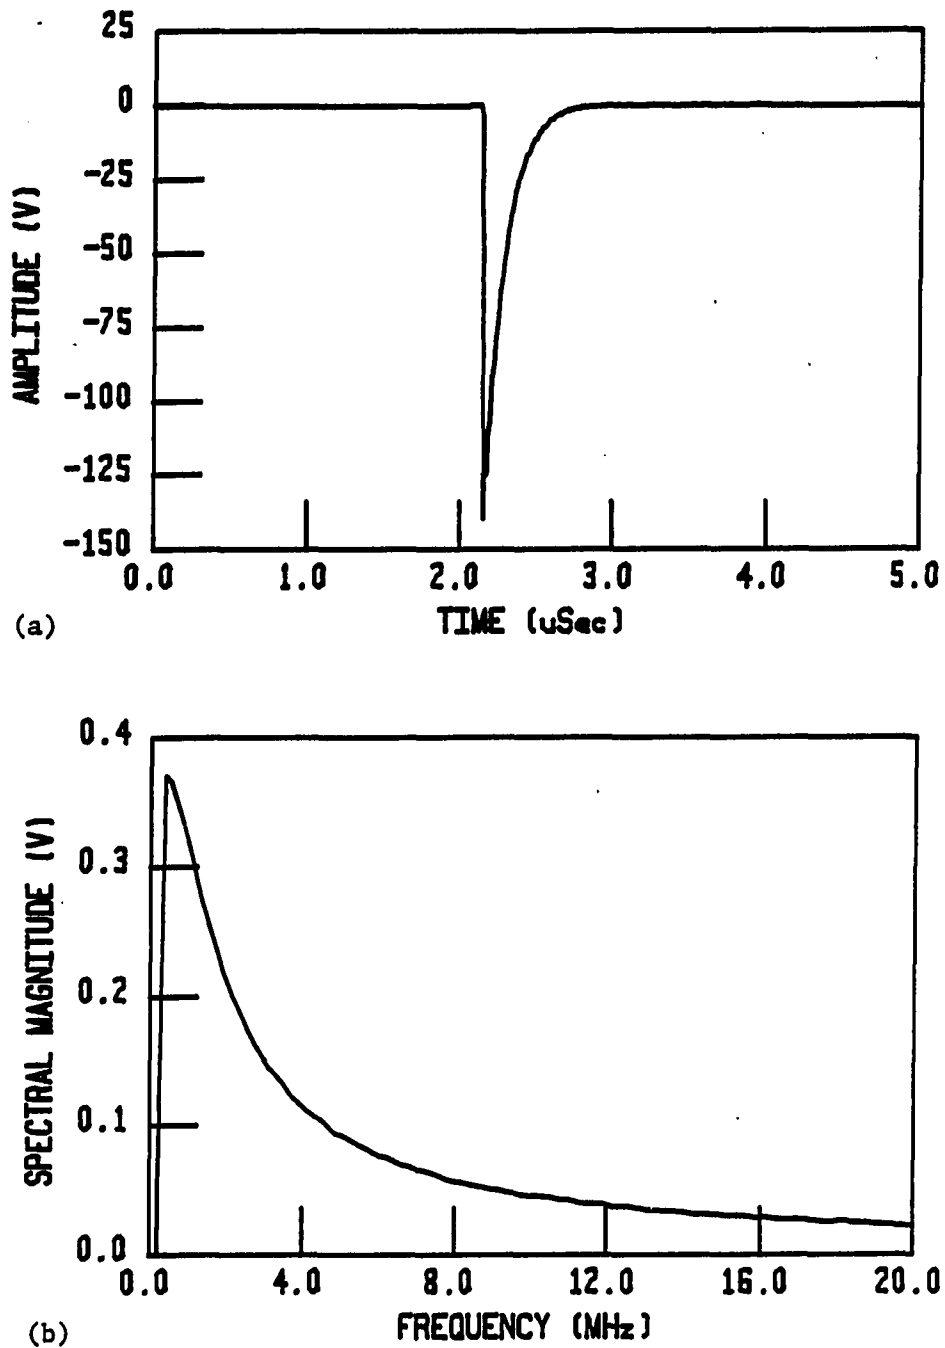 25
0
-25
-50
-75
-100
-125
-150
AMPLITUDE (V)
0.0 1.0 2.0 3.0 4.0 5.0
TIME (uSec)
(a)
0.4
0.3
0.2
0.1
0.0
SPECTRAL MAGNITUDE (V)
0.0 4.0 8.0 12.0 16.0 20.0
FREQUENCY (MHz)
(b)